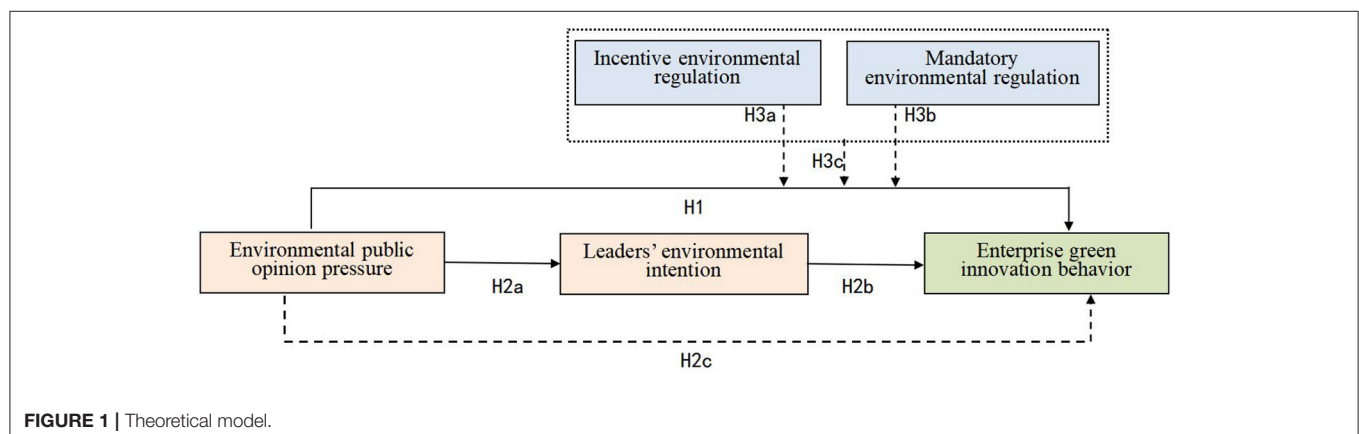 Incentive environmental
regulation
Mandatory
environmental regulation
H3a
H3b
H3c
H1
Environmental public
opinion pressure
Leaders' environmental
intention
Enterprise green
innovation behavior
H2a
H2b
H2c
FIGURE 1 | Theoretical model.